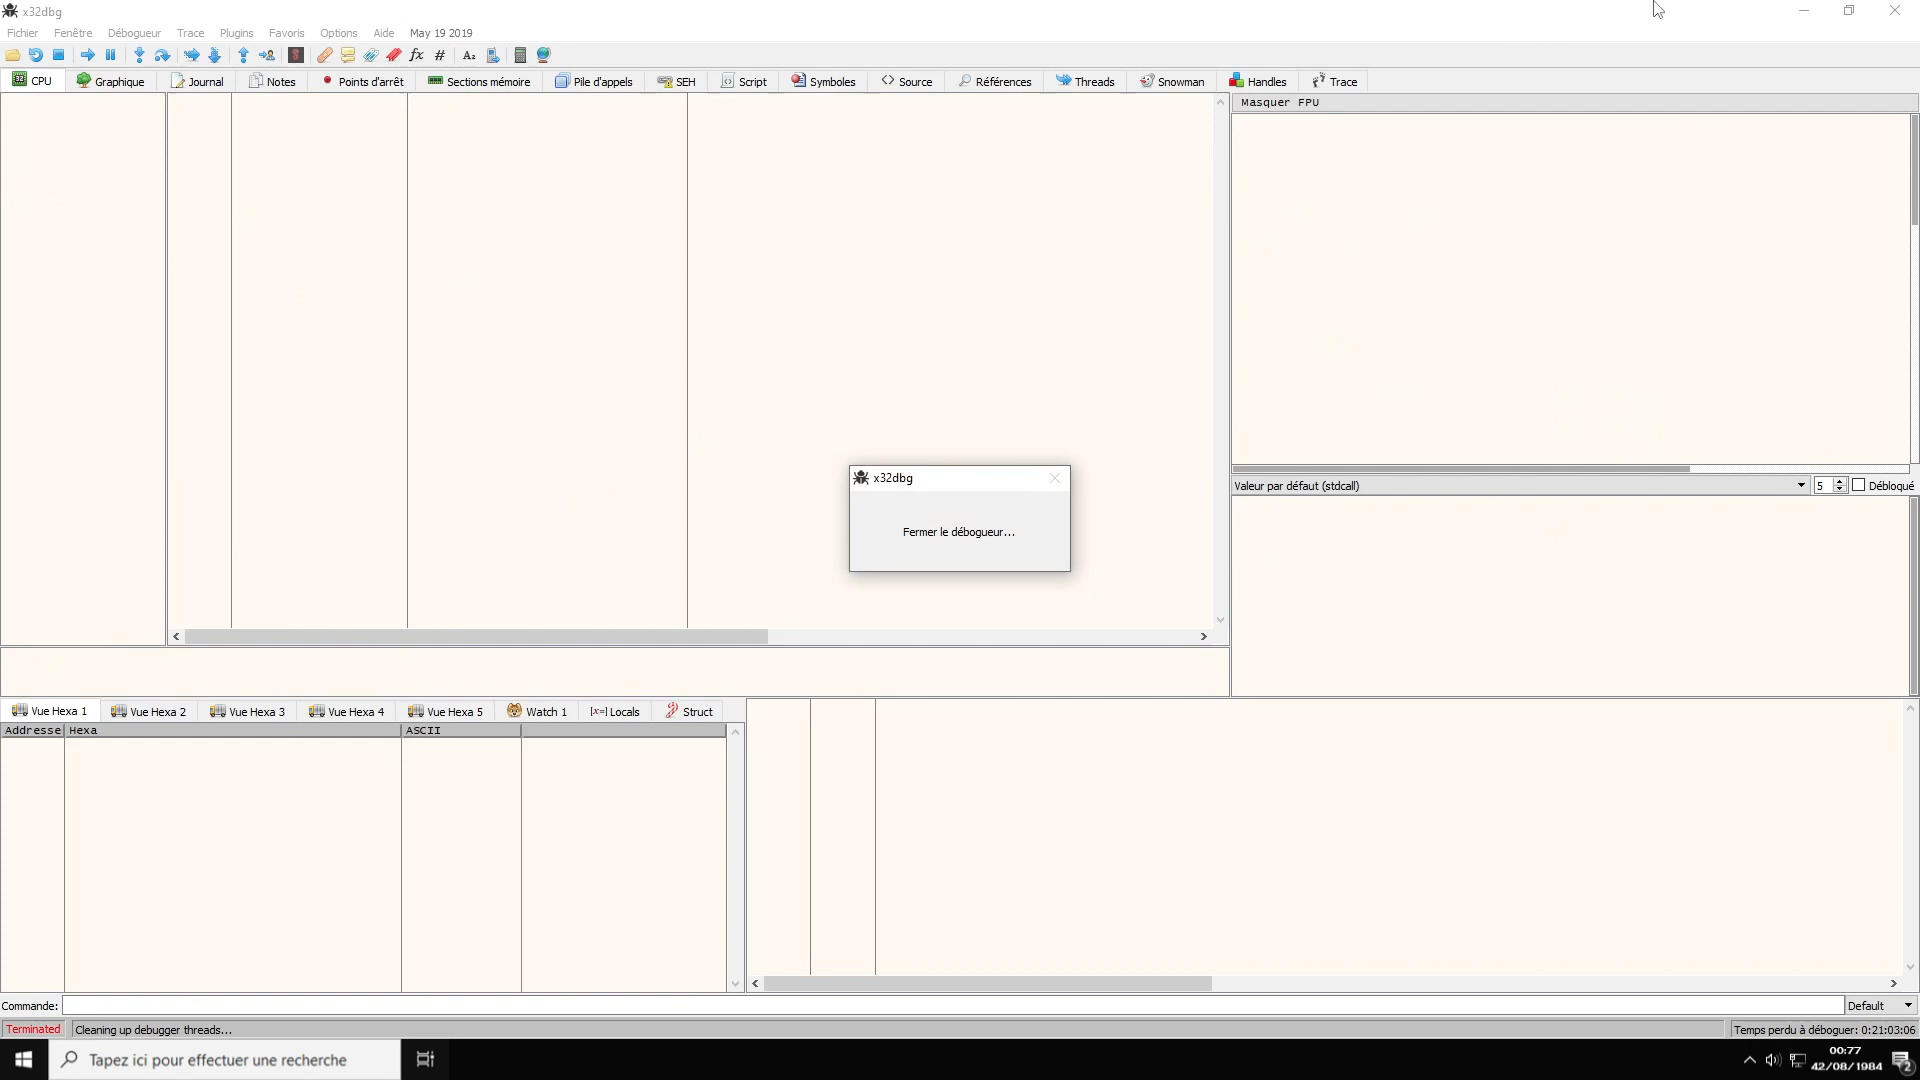 x32dbg
Fichier Fenêtre Débogueur Trace Plugins Favoris Options Aide May 19 2019
CPU Graphique Journal Notes Points d'arrêt Sections mémoire Pile d'appels SEH Script Symboles Source Références Threads Snowman Handles Trace
Masquer FPU
x32dbg
Fermer le débogueur...
Valeur par défaut (stdcall) 5 Débloqué
Vue Hexa 1 Vue Hexa 2 Vue Hexa 3 Vue Hexa 4 Vue Hexa 5 Watch 1 Locals Struct
Addresse Hexa ASCII
Commande: Default
Terminated Cleaning up debugger threads... Temps perdu à déboguer: 0:21:03:06
Tapez ici pour effectuer une recherche
00:77
42/08/1984
2